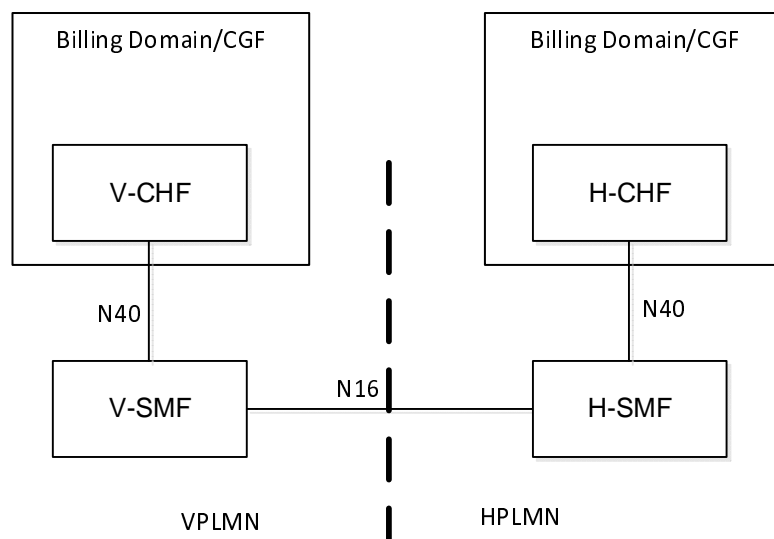 Billing Domain/CGF
Billing Domain/CGF
V-CHF
H-CHF
N40
N40
N16
V-SMF
H-SMF
VPLMN
HPLMN